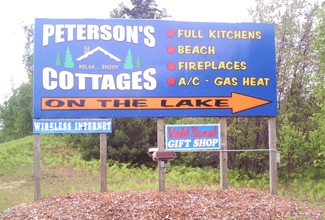 PETERSON'S
RELAX...ENJOY
COTTAGES
FULL KITCHENS
BEACH
FIREPLACES
A/C - GAS HEAT
ON THE LAKE
WIRELESS INTERNET
GIFT SHOP